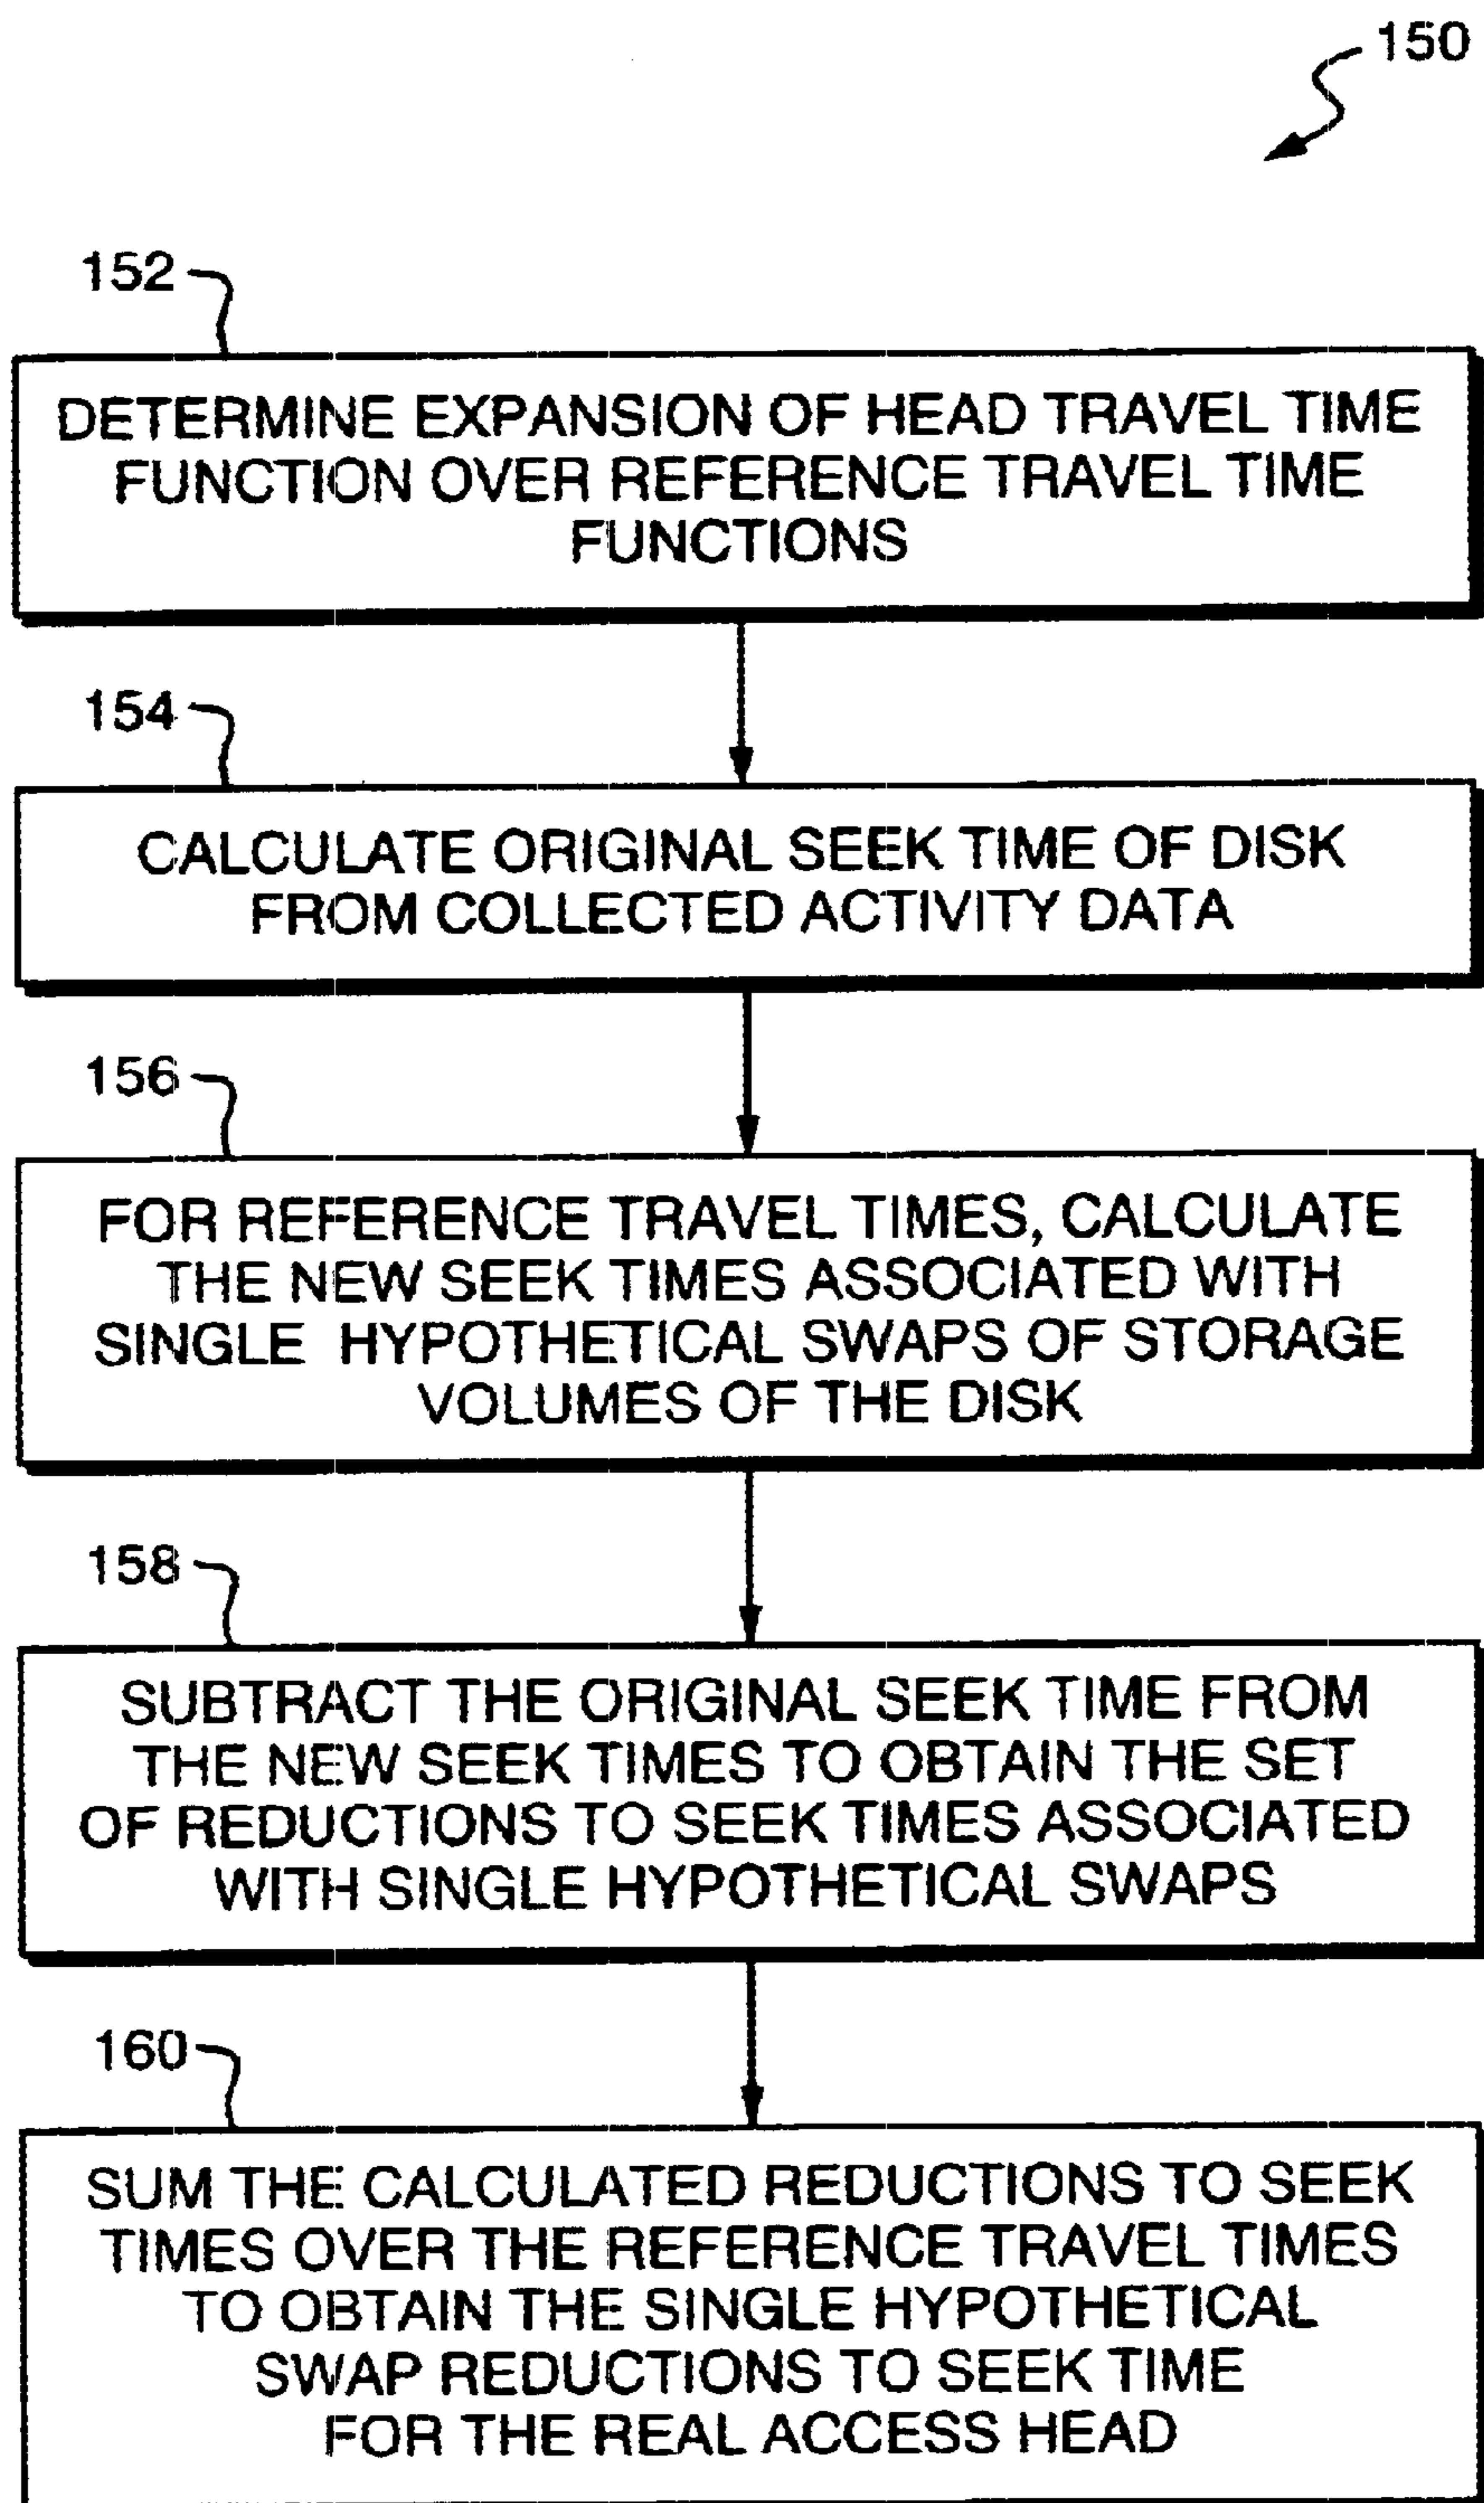 150
152
DETERMINE EXPANSION OF HEAD TRAVEL TIME
FUNCTION OVER REFERENCE TRAVEL TIME
FUNCTIONS
154
CALCULATE ORIGINAL SEEK TIME OF DISK
FROM COLLECTED ACTIVITY DATA
156
FOR REFERENCE TRAVEL TIMES, CALCULATE
THE NEW SEEK TIMES ASSOCIATED WITH
SINGLE HYPOTHETICAL SWAPS OF STORAGE
VOLUMES OF THE DISK
158
SUBTRACT THE ORIGINAL SEEK TIME FROM
THE NEW SEEK TIMES TO OBTAIN THE SET
OF REDUCTIONS TO SEEK TIMES ASSOCIATED
WITH SINGLE HYPOTHETICAL SWAPS
160
SUM THE CALCULATED REDUCTIONS TO SEEK
TIMES OVER THE REFERENCE TRAVEL TIMES
TO OBTAIN THE SINGLE HYPOTHETICAL
SWAP REDUCTIONS TO SEEK TIME
FOR THE REAL ACCESS HEAD